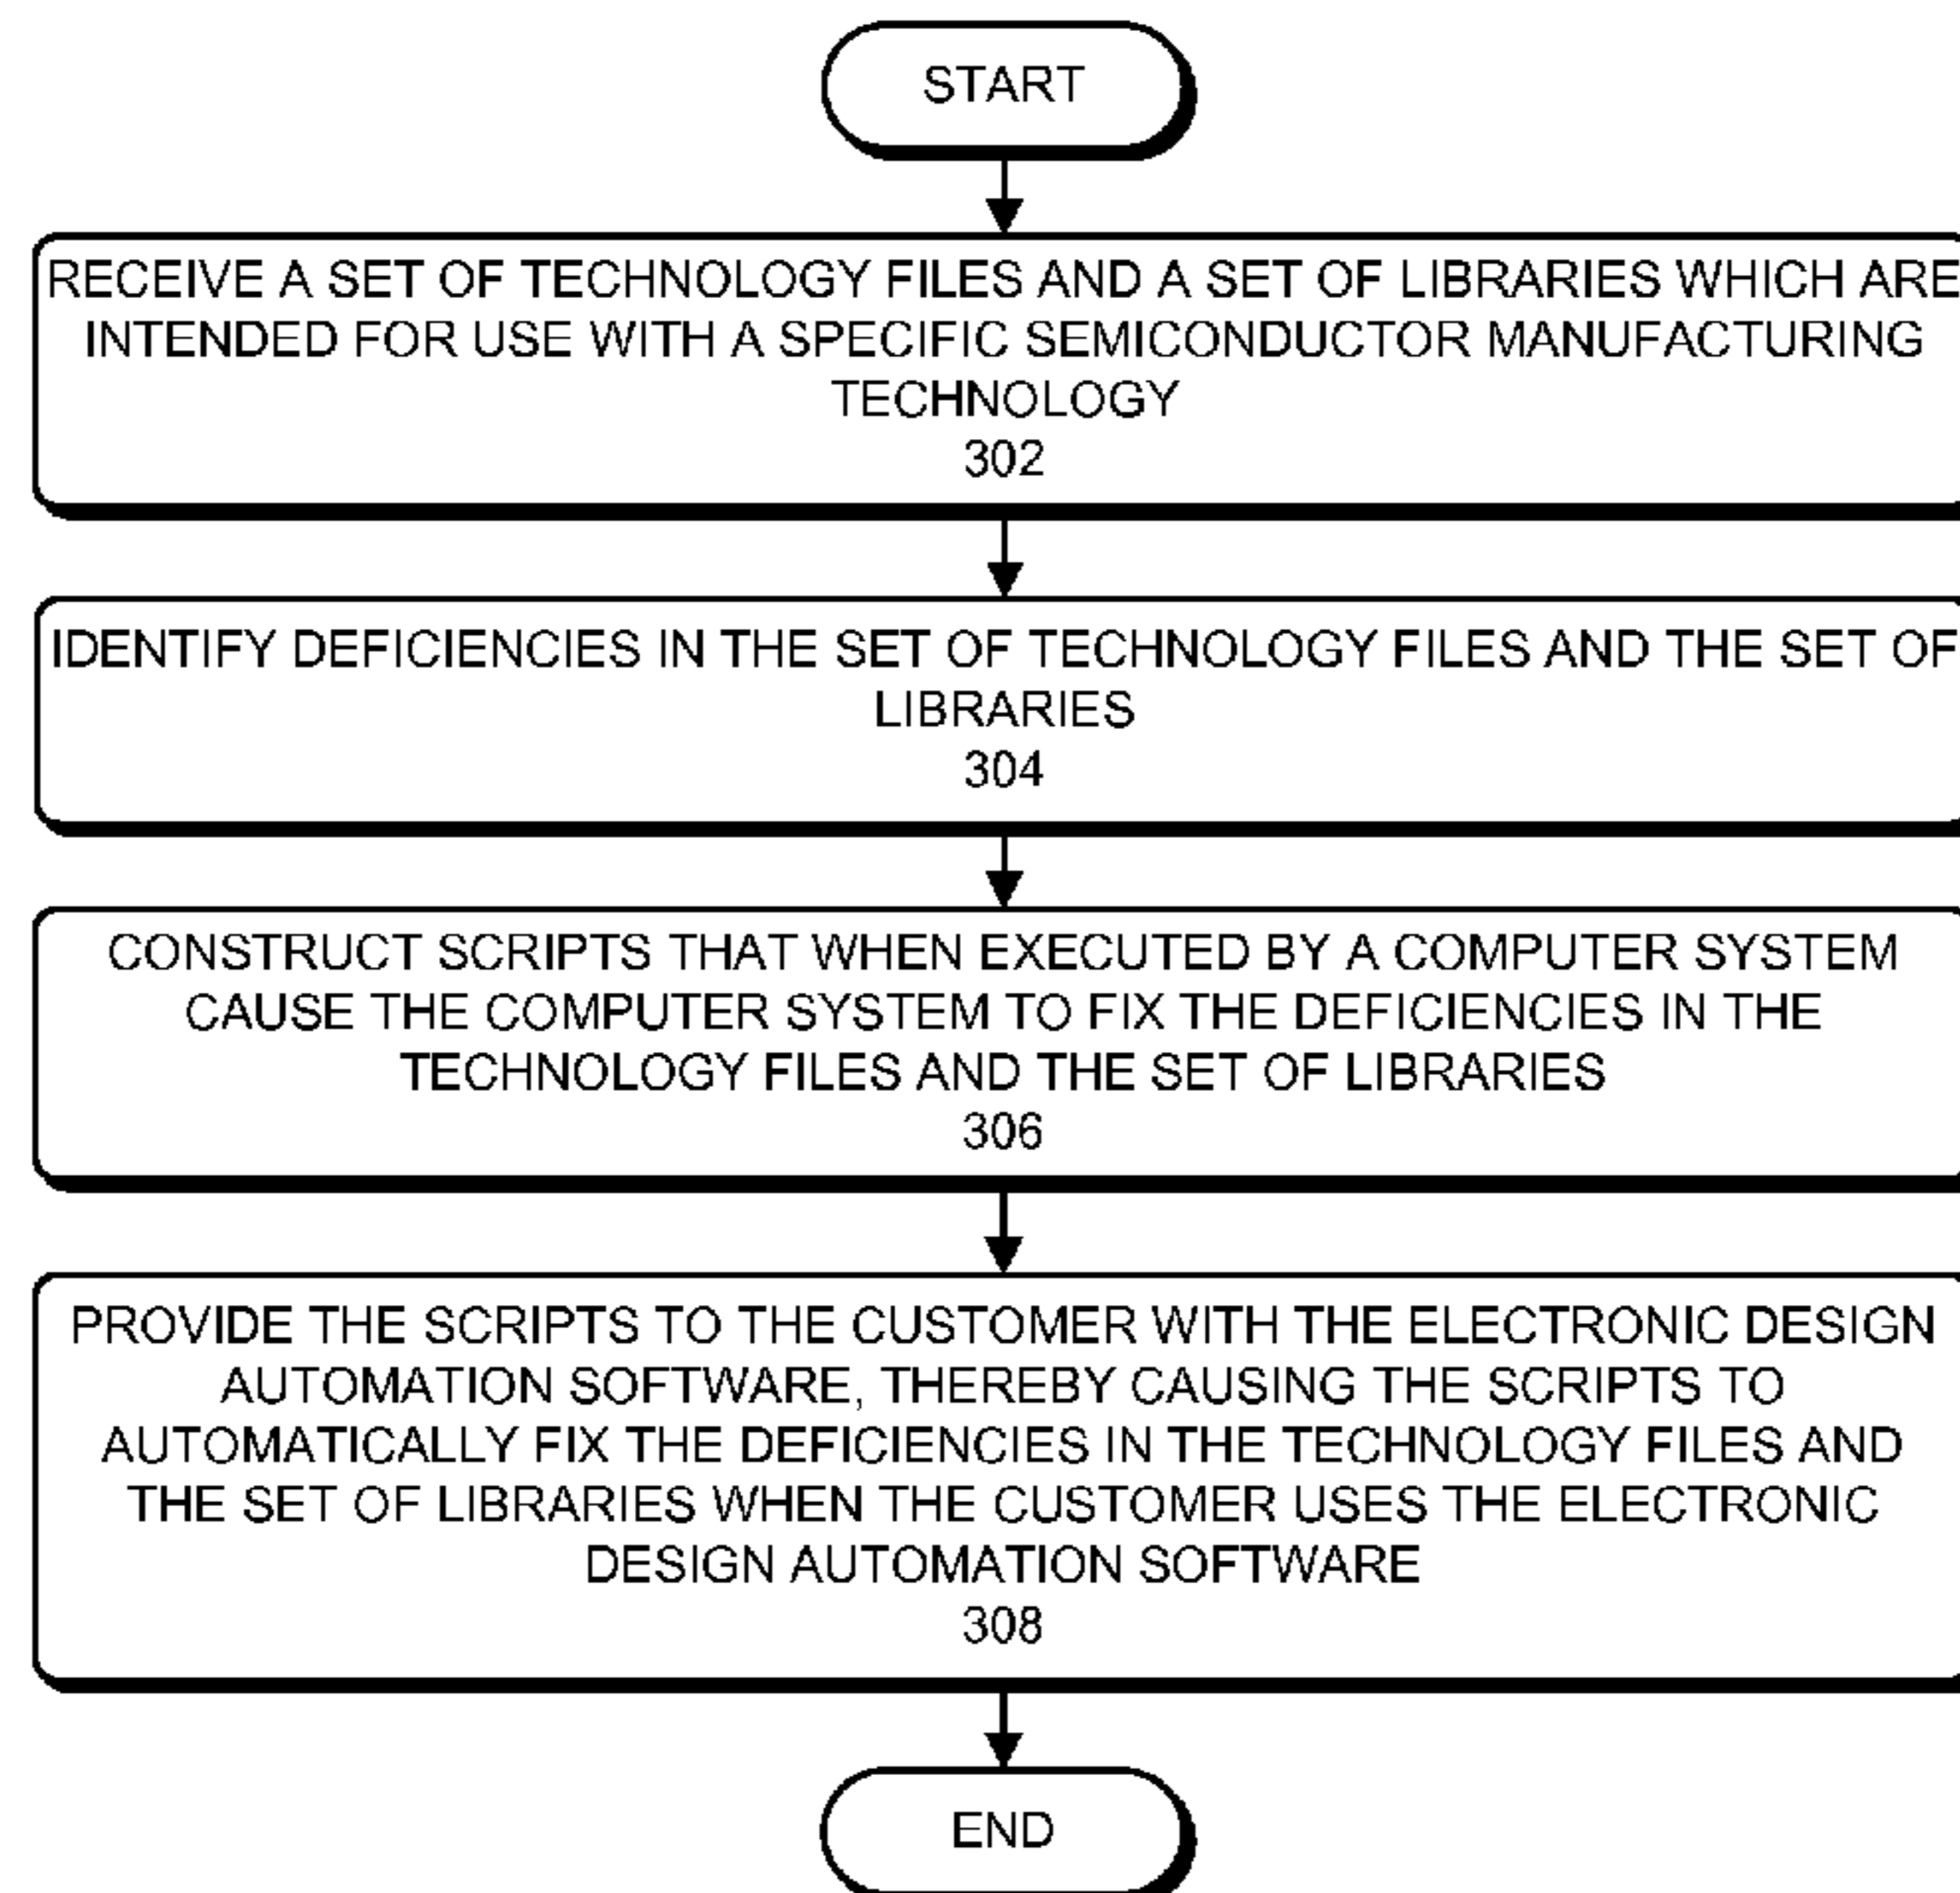 START
RECEIVE A SET OF TECHNOLOGY FILES AND A SET OF LIBRARIES WHICH ARE
INTENDED FOR USE WITH A SPECIFIC SEMICONDUCTOR MANUFACTURING
TECHNOLOGY
302
IDENTIFY DEFICIENCIES IN THE SET OF TECHNOLOGY FILES AND THE SET OF
LIBRARIES
304
CONSTRUCT SCRIPTS THAT WHEN EXECUTED BY A COMPUTER SYSTEM
CAUSE THE COMPUTER SYSTEM TO FIX THE DEFICIENCIES IN THE
TECHNOLOGY FILES AND THE SET OF LIBRARIES
306
PROVIDE THE SCRIPTS TO THE CUSTOMER WITH THE ELECTRONIC DESIGN
AUTOMATION SOFTWARE, THEREBY CAUSING THE SCRIPTS TO
AUTOMATICALLY FIX THE DEFICIENCIES IN THE TECHNOLOGY FILES AND
THE SET OF LIBRARIES WHEN THE CUSTOMER USES THE ELECTRONIC
DESIGN AUTOMATION SOFTWARE
308
END